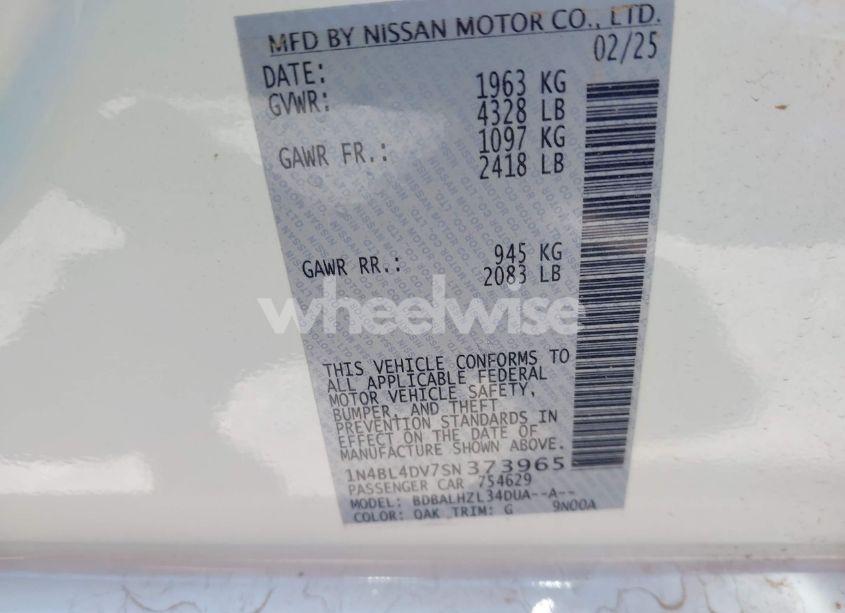 MFD BY NISSAN MOTOR CO., LTD.
DATE: 02/25
GVWR: 1963 KG
4328 LB
GAWR FR.: 1097 KG
2418 LB
GAWR RR.: 945 KG
2083 LB
wheelwise
THIS VEHICLE CONFORMS TO
ALL APPLICABLE FEDERAL
MOTOR VEHICLE SAFETY,
BUMPER, AND THEFT
PREVENTION STANDARDS IN
EFFECT ON THE DATE OF
MANUFACTURE SHOWN ABOVE.
1N4BL4DV7SN373965
PASSENGER CAR 754629
MODEL: BDBALHZL34DUA--A--
COLOR: QAK TRIM: G 9N00A